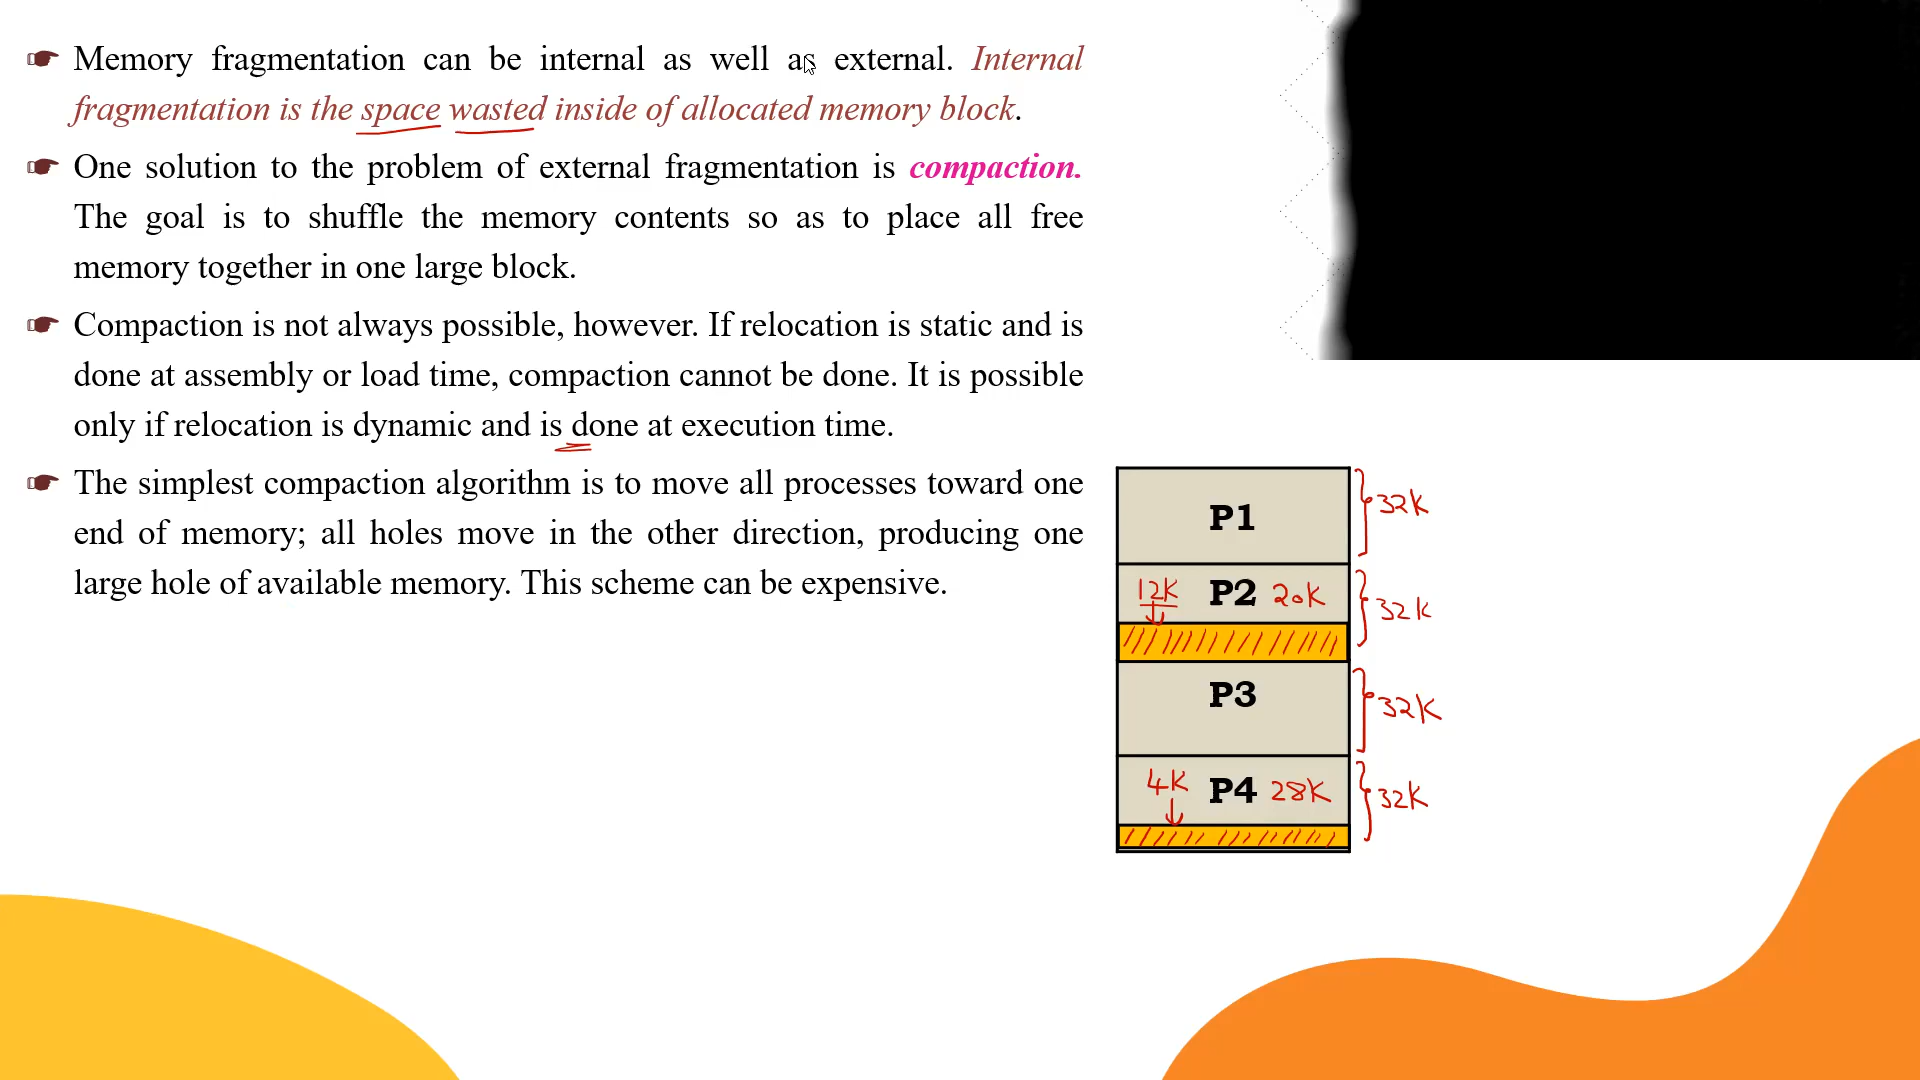 Memory fragmentation can be internal as well as external. Internal
fragmentation is the space wasted inside of allocated memory block.
One solution to the problem of external fragmentation is compaction.
The goal is to shuffle the memory contents so as to place all free
memory together in one large block.
Compaction is not always possible, however. If relocation is static and is
done at assembly or load time, compaction cannot be done. It is possible
only if relocation is dynamic and is done at execution time.
The simplest compaction algorithm is to move all processes toward one
end of memory; all holes move in the other direction, producing one
large hole of available memory. This scheme can be expensive.
P1 32K
12K P2 20K 32K
P3 32K
4K P4 28K 32K